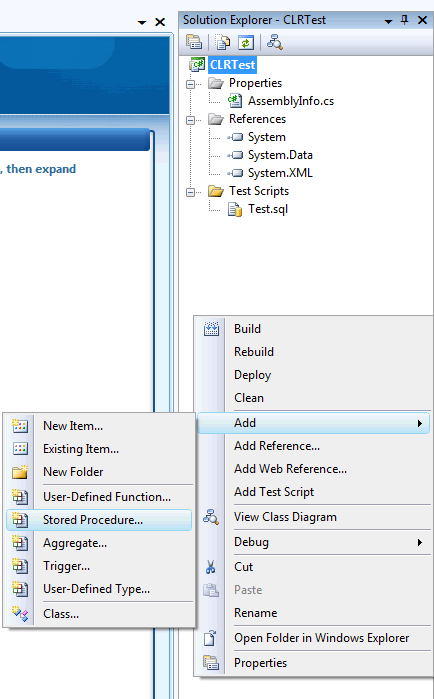 Solution Explorer - CLRTest
CLRTest
Properties
AssemblyInfo.cs
References
System
System.Data
System.XML
Test Scripts
Test.sql
, then expand
Build
Rebuild
Deploy
Clean
Add
Add Reference...
Add Web Reference...
Add Test Script
View Class Diagram
Debug
Cut
Paste
Rename
Open Folder in Windows Explorer
Properties
New Item...
Existing Item...
New Folder
User-Defined Function...
Stored Procedure...
Aggregate...
Trigger...
User-Defined Type...
Class...